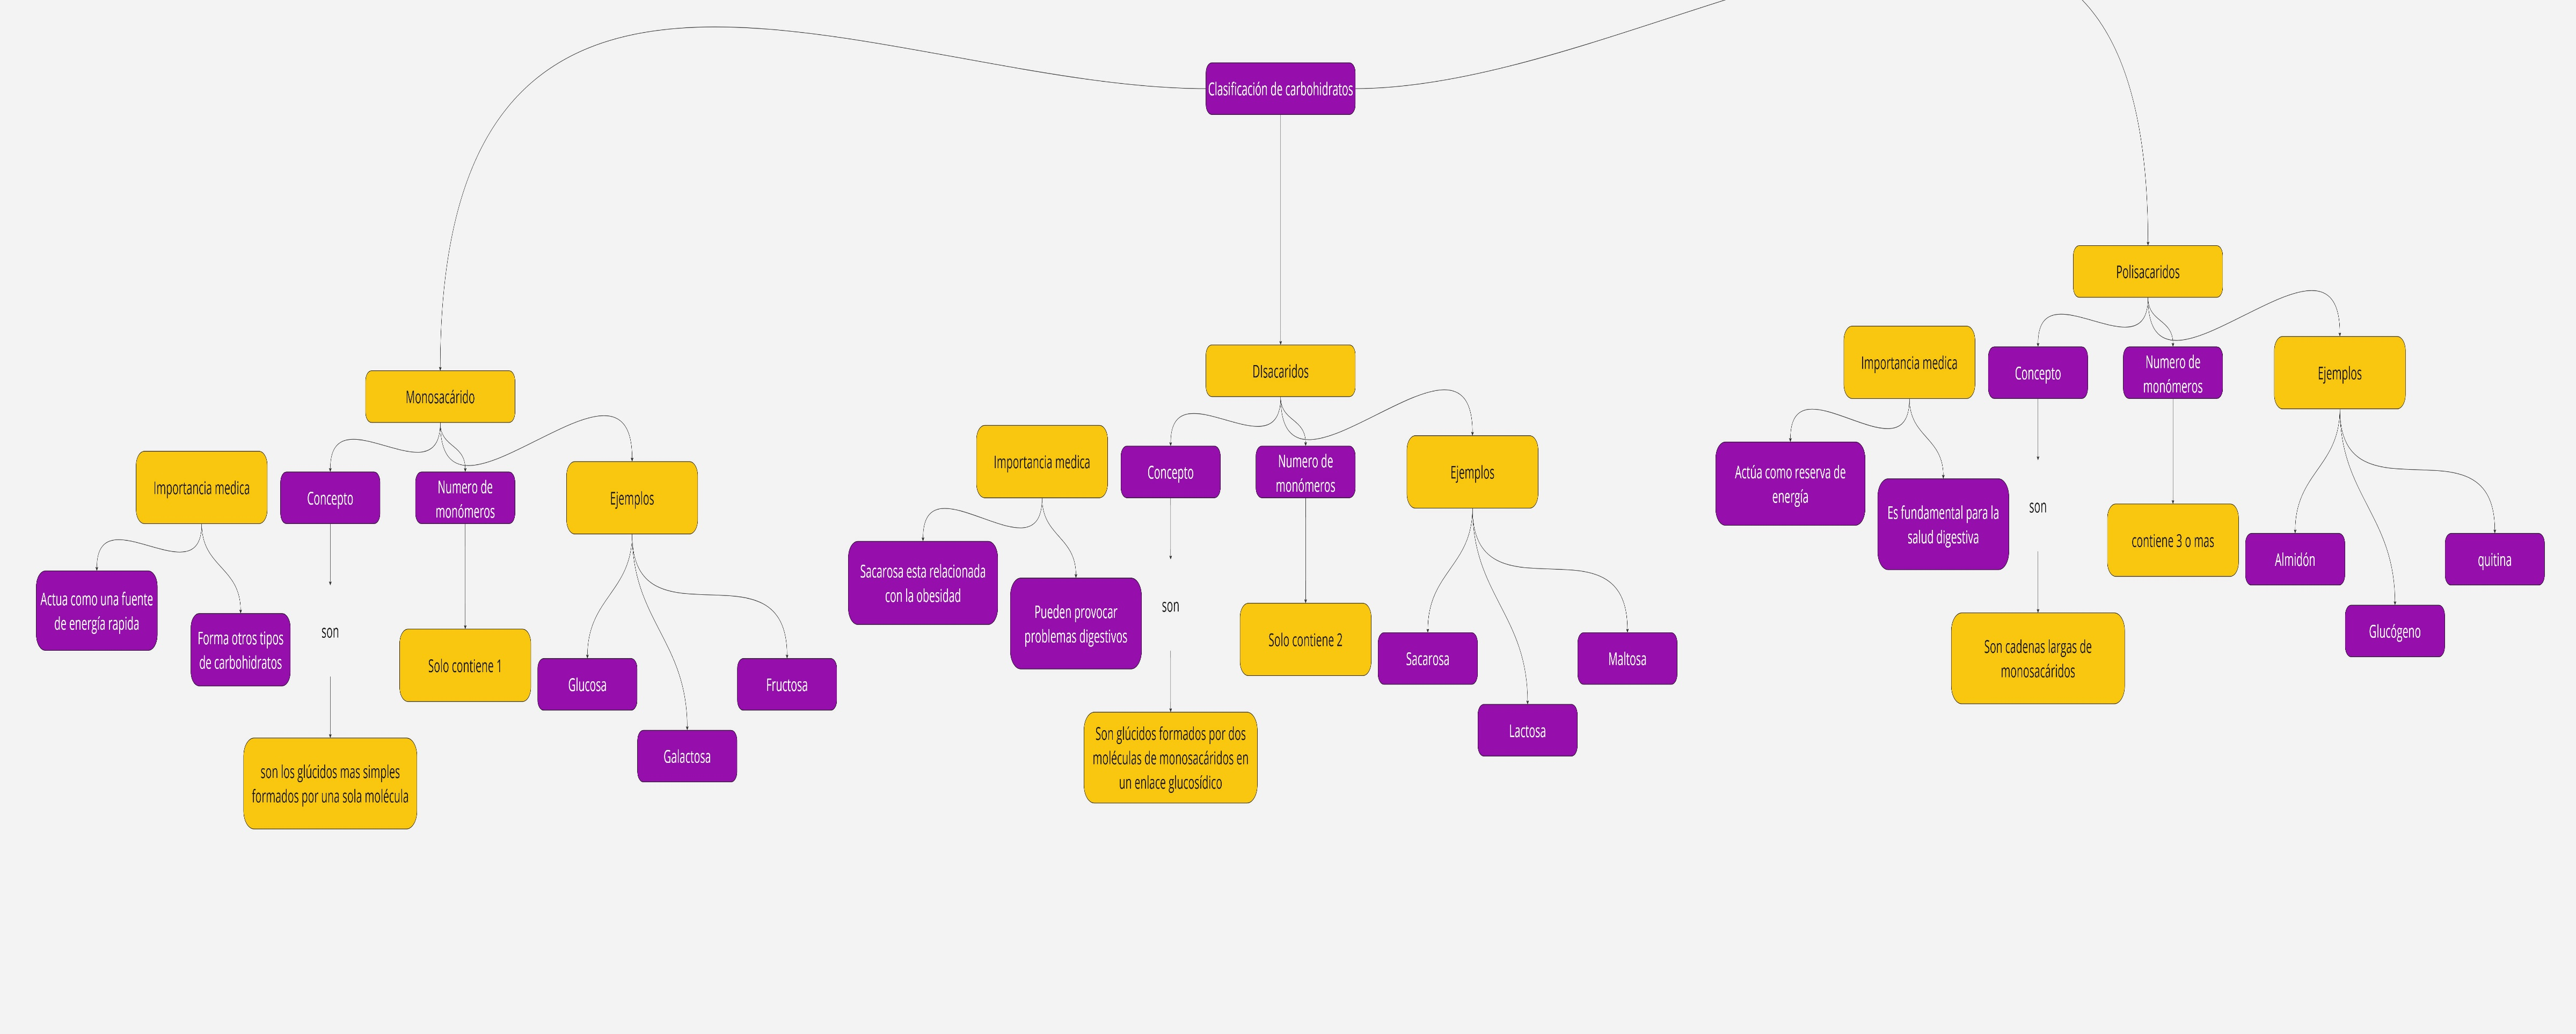 Clasificación de carbohidratos
Monosacárido
Importancia medica
Actua como una fuente
de energía rapida
Forma otros tipos
de carbohidratos
Concepto
son
son los glúcidos mas simples
formados por una sola molécula
Numero de
monómeros
Solo contiene 1
Ejemplos
Glucosa
Galactosa
Fructosa
DIsacaridos
Importancia medica
Sacarosa esta relacionada
con la obesidad
Pueden provocar
problemas digestivos
Concepto
son
Son glúcidos formados por dos
moléculas de monosacáridos en
un enlace glucosídico
Numero de
monómeros
Solo contiene 2
Ejemplos
Sacarosa
Lactosa
Maltosa
Polisacaridos
Importancia medica
Actúa como reserva de
energía
Es fundamental para la
salud digestiva
Concepto
son
Son cadenas largas de
monosacáridos
Numero de
monómeros
contiene 3 o mas
Ejemplos
Almidón
Glucógeno
quitina